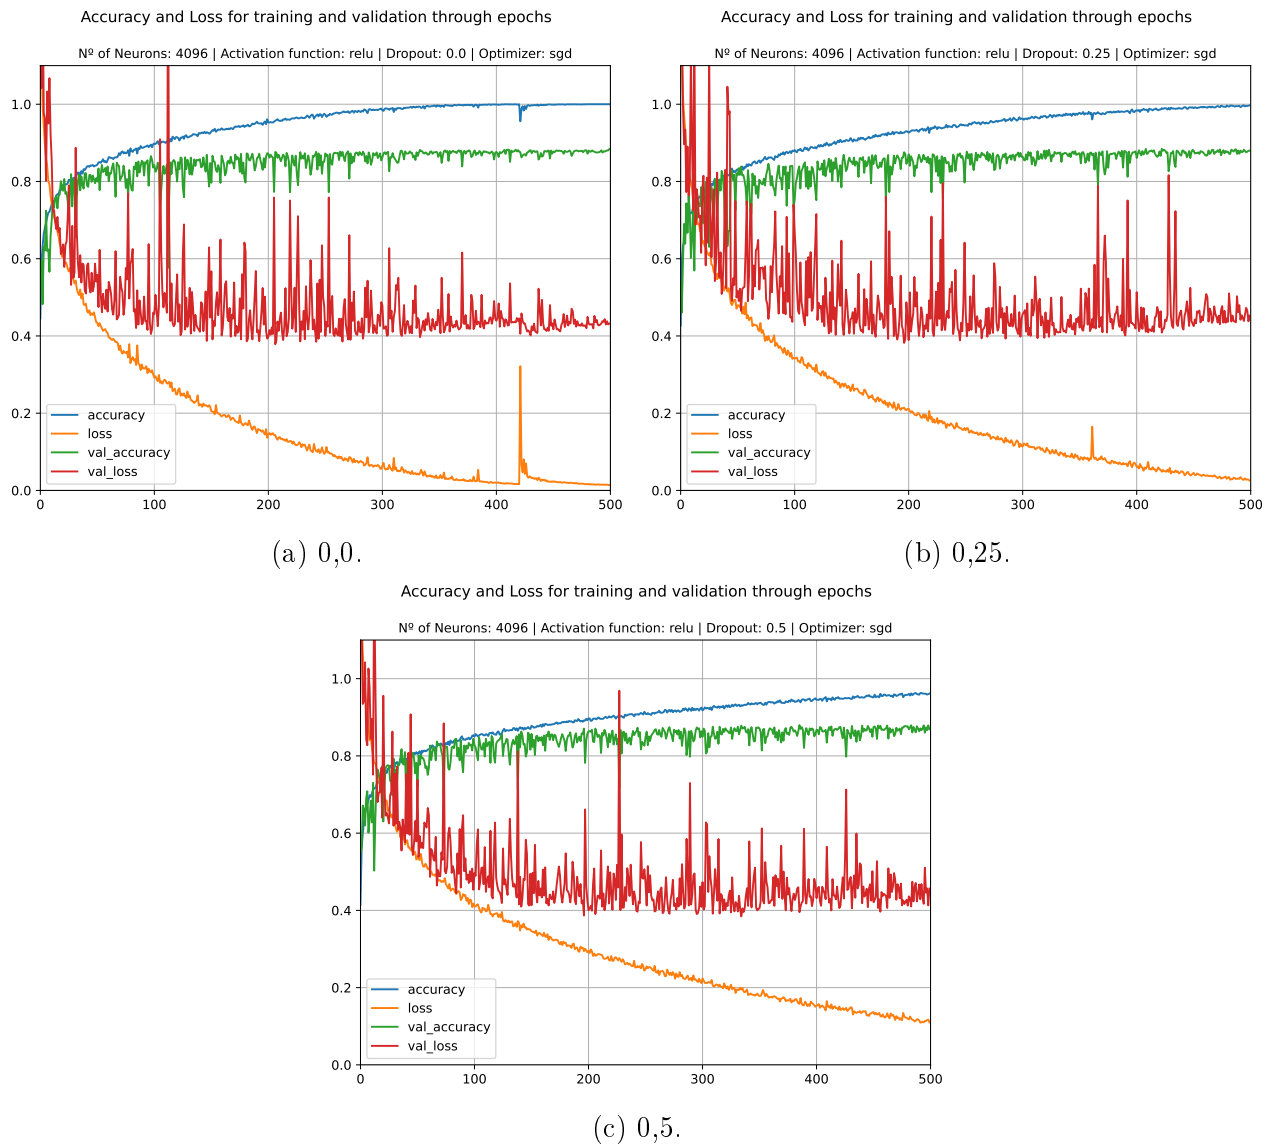 Accuracy and Loss for training and validation through epochs
Nº of Neurons: 4096 | Activation function: relu | Dropout: 0.0 | Optimizer: sgd
1.0
0.8
0.6
0.4
0.2
0.0
accuracy
loss
val_accuracy
val_loss
0 100 200 300 400 500
(a) 0,0.
Accuracy and Loss for training and validation through epochs
Nº of Neurons: 4096 | Activation function: relu | Dropout: 0.25 | Optimizer: sgd
1.0
0.8
0.6
0.4
0.2
0.0
accuracy
loss
val_accuracy
val_loss
0 100 200 300 400 500
(b) 0,25.
Accuracy and Loss for training and validation through epochs
Nº of Neurons: 4096 | Activation function: relu | Dropout: 0.5 | Optimizer: sgd
1.0
0.8
0.6
0.4
0.2
0.0
accuracy
loss
val_accuracy
val_loss
0 100 200 300 400 500
(c) 0,5.